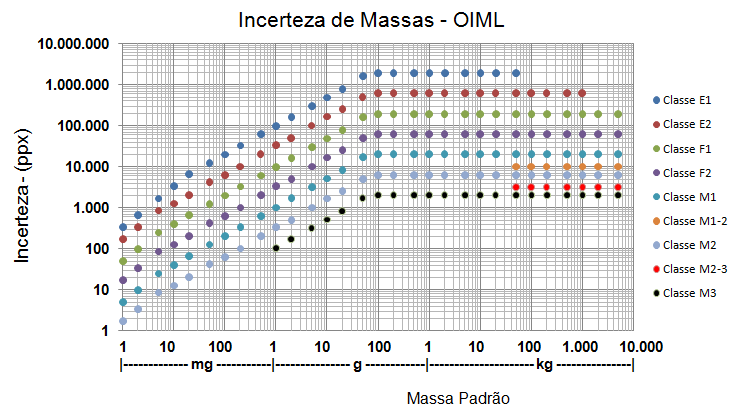 Incerteza de Massas - OIML
Incerteza - (ppx)
10.000.000
1.000.000
100.000
10.000
1.000
100
10
1
1 10 100 1 10 100 1 10 100 1.000 10.000
|-------------- mg -------------|---------------- g --------------|------------------------ kg ----------------|
Massa Padrão
Classe E1
Classe E2
Classe F1
Classe F2
Classe M1
Classe M1-2
Classe M2
Classe M2-3
Classe M3